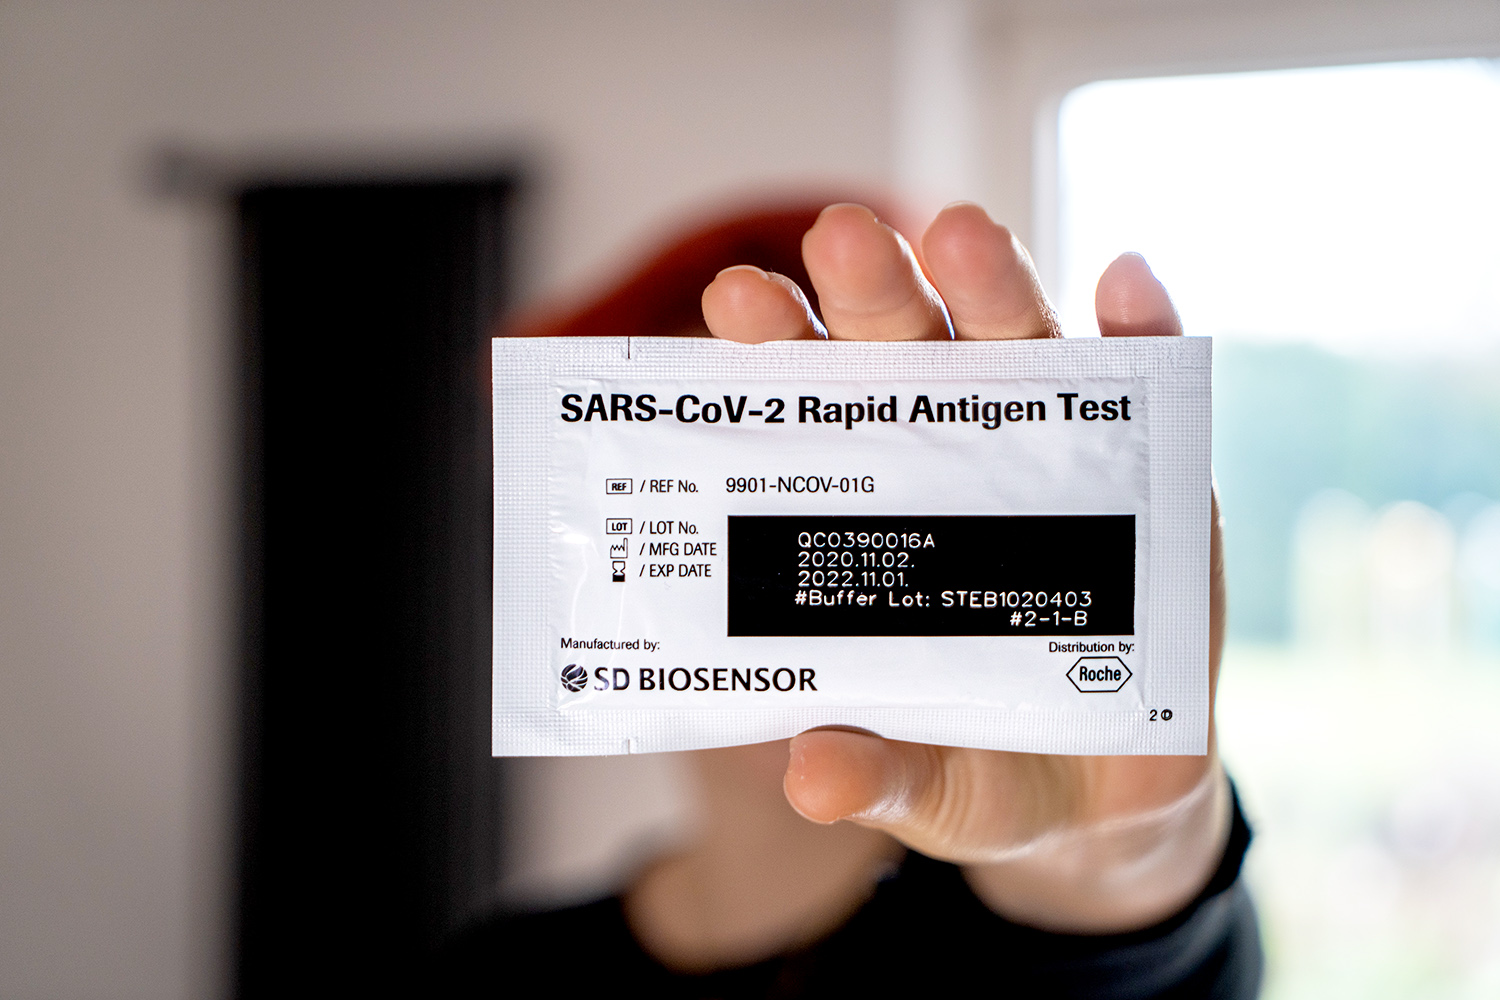 SARS-CoV-2 Rapid Antigen Test
REF / REF No. 9901-NCOV-01G
LOT / LOT No. QC0390016A
/ MFG DATE 2020.11.02.
/ EXP DATE 2022.11.01.
#Buffer Lot: STEB1020403
#2-1-B
Manufactured by:
Distribution by:
SD BIOSENSOR
Roche
2 D